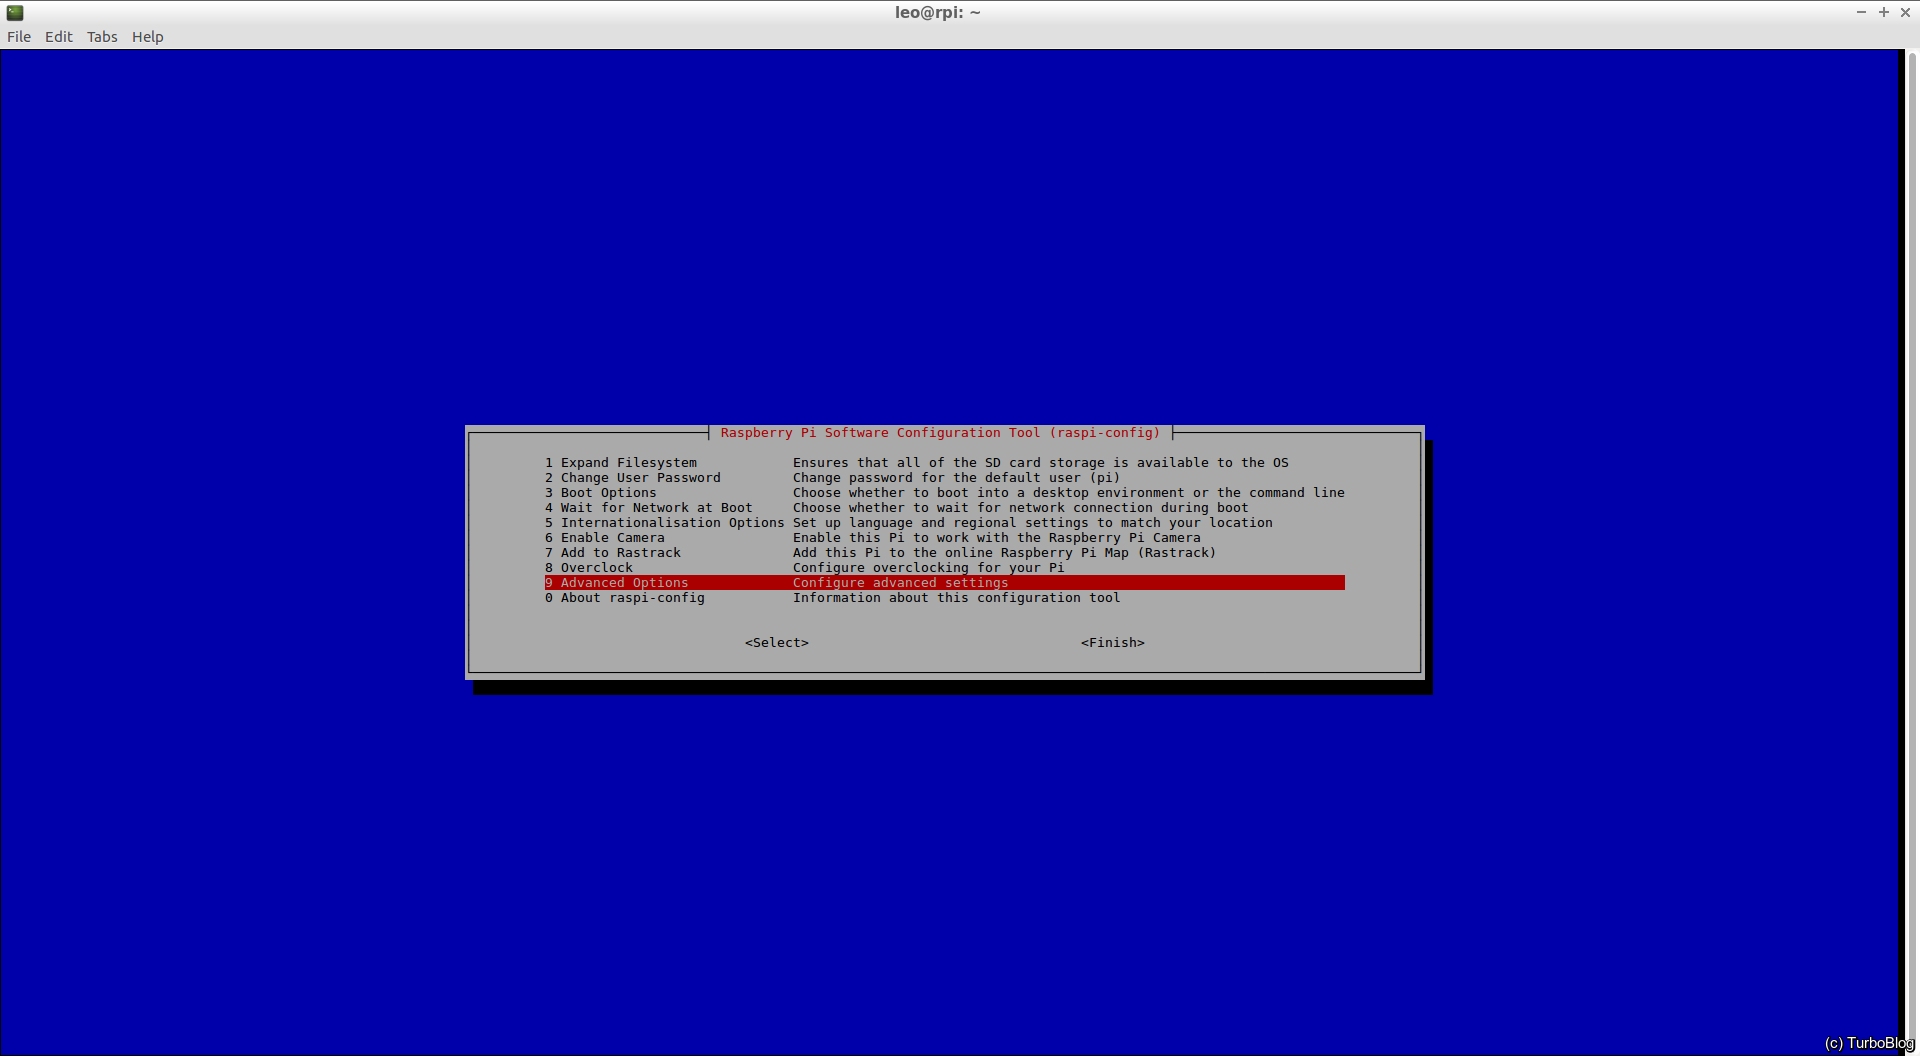 leo@rpi: ~
File Edit Tabs Help
Raspberry Pi Software Configuration Tool (raspi-config)
1 Expand Filesystem Ensures that all of the SD card storage is available to the OS
2 Change User Password Change password for the default user (pi)
3 Boot Options Choose whether to boot into a desktop environment or the command line
4 Wait for Network at Boot Choose whether to wait for network connection during boot
5 Internationalisation Options Set up language and regional settings to match your location
6 Enable Camera Enable this Pi to work with the Raspberry Pi Camera
7 Add to Rastrack Add this Pi to the online Raspberry Pi Map (Rastrack)
8 Overclock Configure overclocking for your Pi
9 Advanced Options Configure advanced settings
0 About raspi-config Information about this configuration tool
<Select> <Finish>
(c) TurboBlog